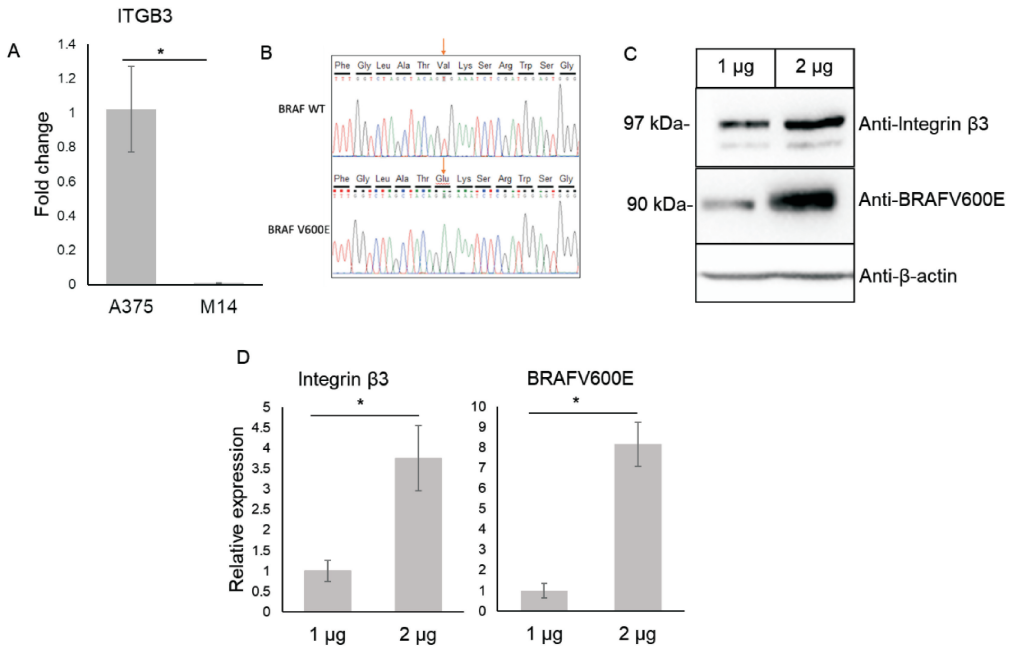 ITGB3
A
*
Fold change
1.4
1.2
1
0.8
0.6
0.4
0.2
0
A375
M14
B
Phe Gly Leu Ala Thr Val Lys Ser Arg Trp Ser Gly
BRAF WT
Phe Gly Leu Ala Thr Glu Lys Ser Arg Trp Ser Gly
BRAF V600E
C
1 µg 2 µg
97 kDa- Anti-Integrin β3
90 kDa- Anti-BRAFV600E
Anti-β-actin
D
Integrin β3
*
Relative expression
5
4.5
4
3.5
3
2.5
2
1.5
1
0.5
0
1 µg 2 µg
BRAFV600E
*
10
9
8
7
6
5
4
3
2
1
0
1 µg 2 µg